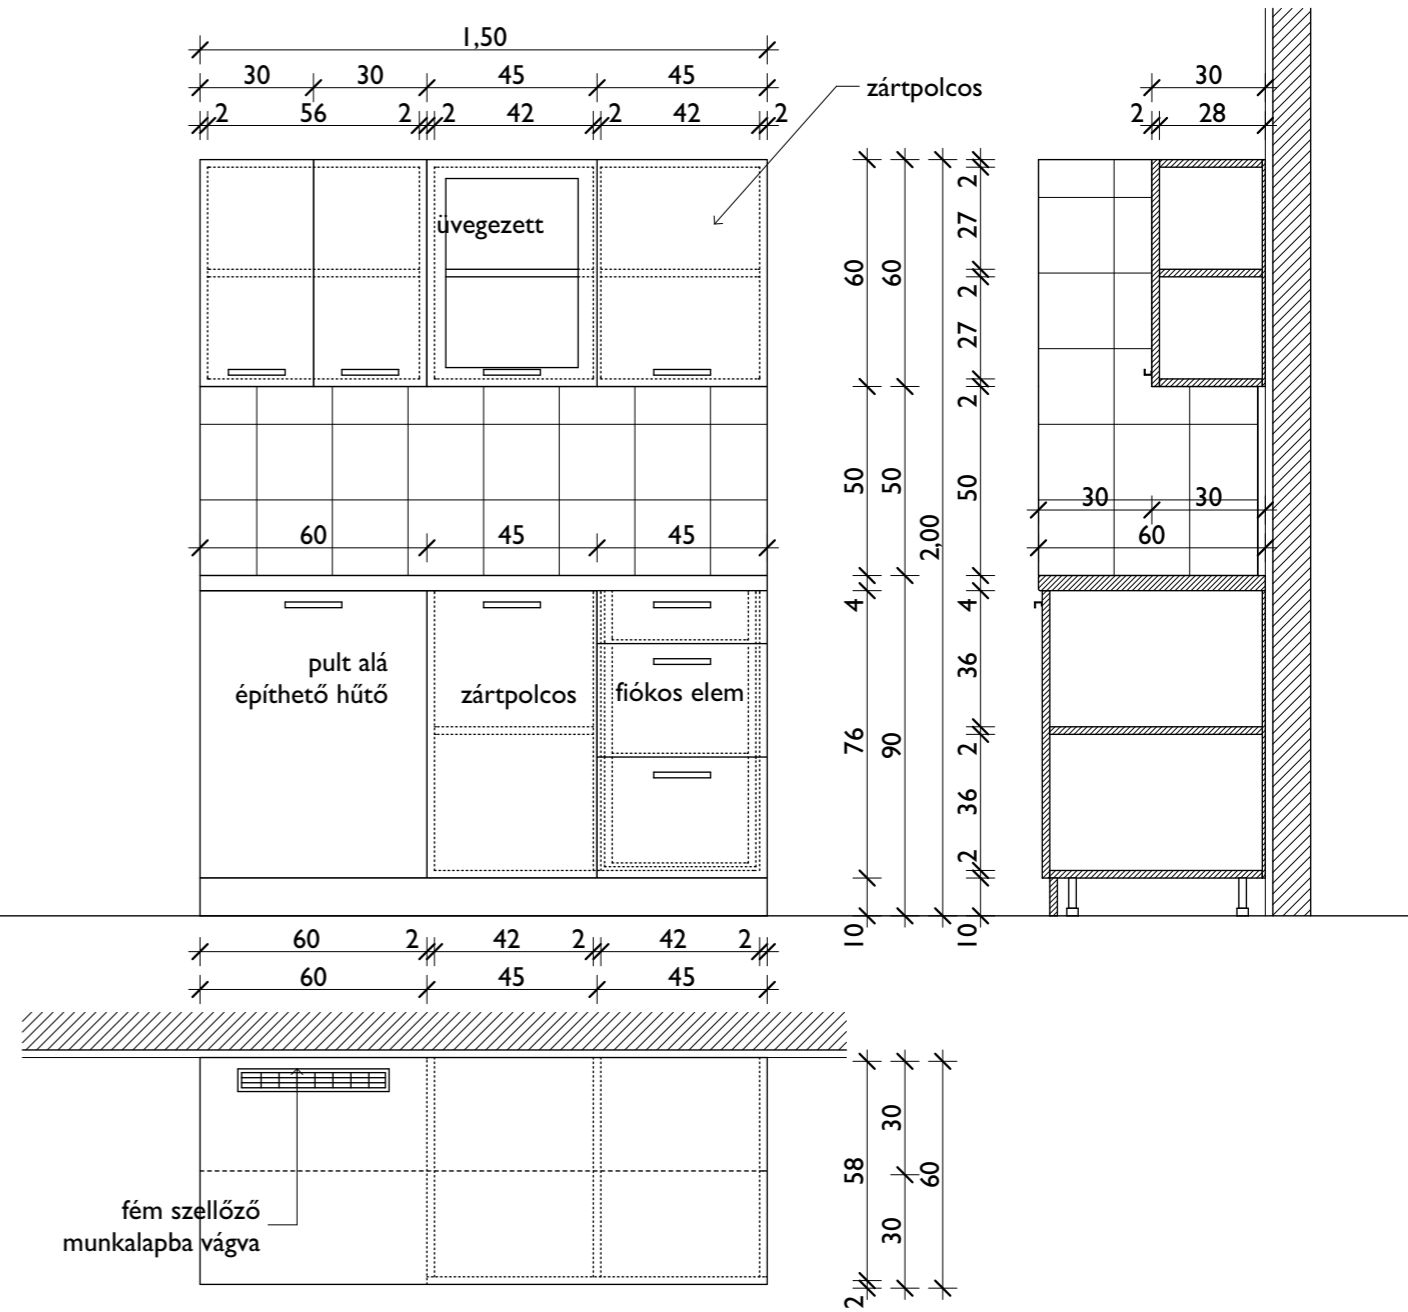 1,50
30 30 45 45
2 56 2 2 42 2 42 2
zártpolcos
30
2 28
üvegezett
60 60 2 27 2 27 2
50 50 2,00 50
30 30
60
60 45 45
4 4
76 90 36 2 36 2
10 10
pult alá
építhető hűtő
zártpolcos
fiókos elem
60 2 42 2 42 2
60 45 45
fém szellőző
munkalapba vágva
58 30 60
30
2